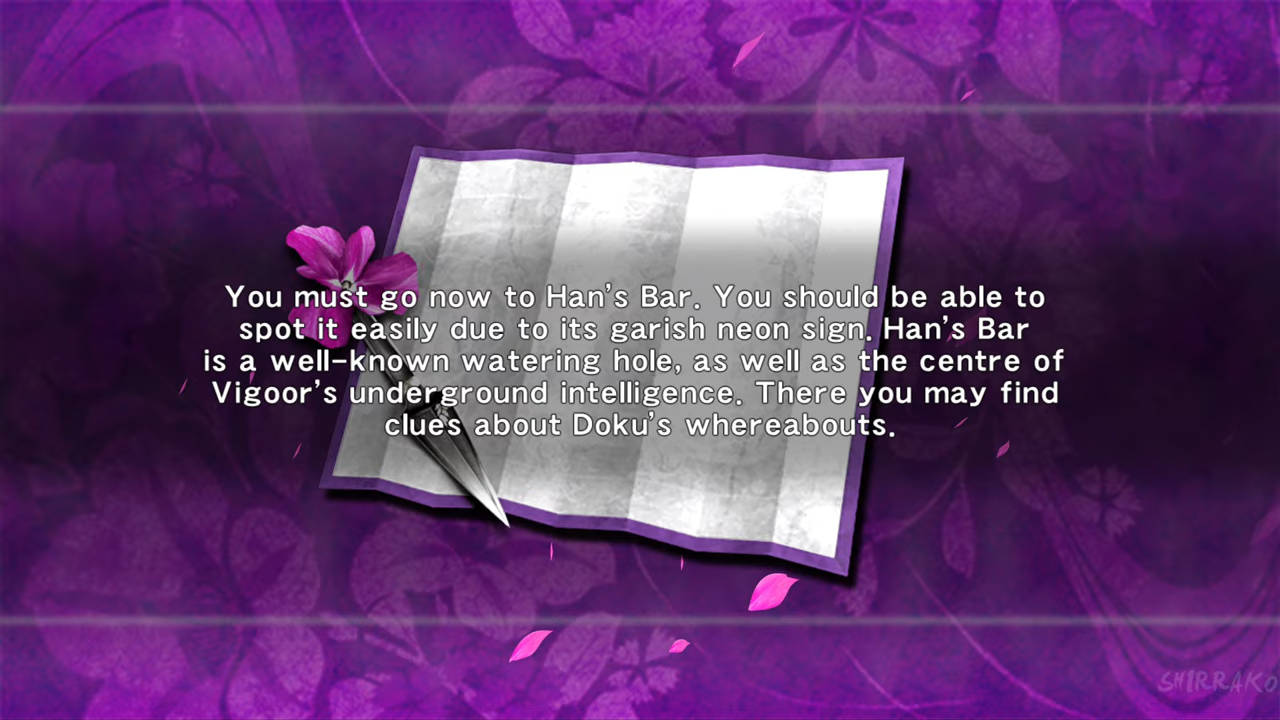 You must go now to Han's Bar. You should be able to
spot it easily due to its garish neon sign. Han's Bar
is a well-known watering hole, as well as the centre of
Vigoor's underground intelligence. There you may find
clues about Doku's whereabouts.
SHIRRAKO